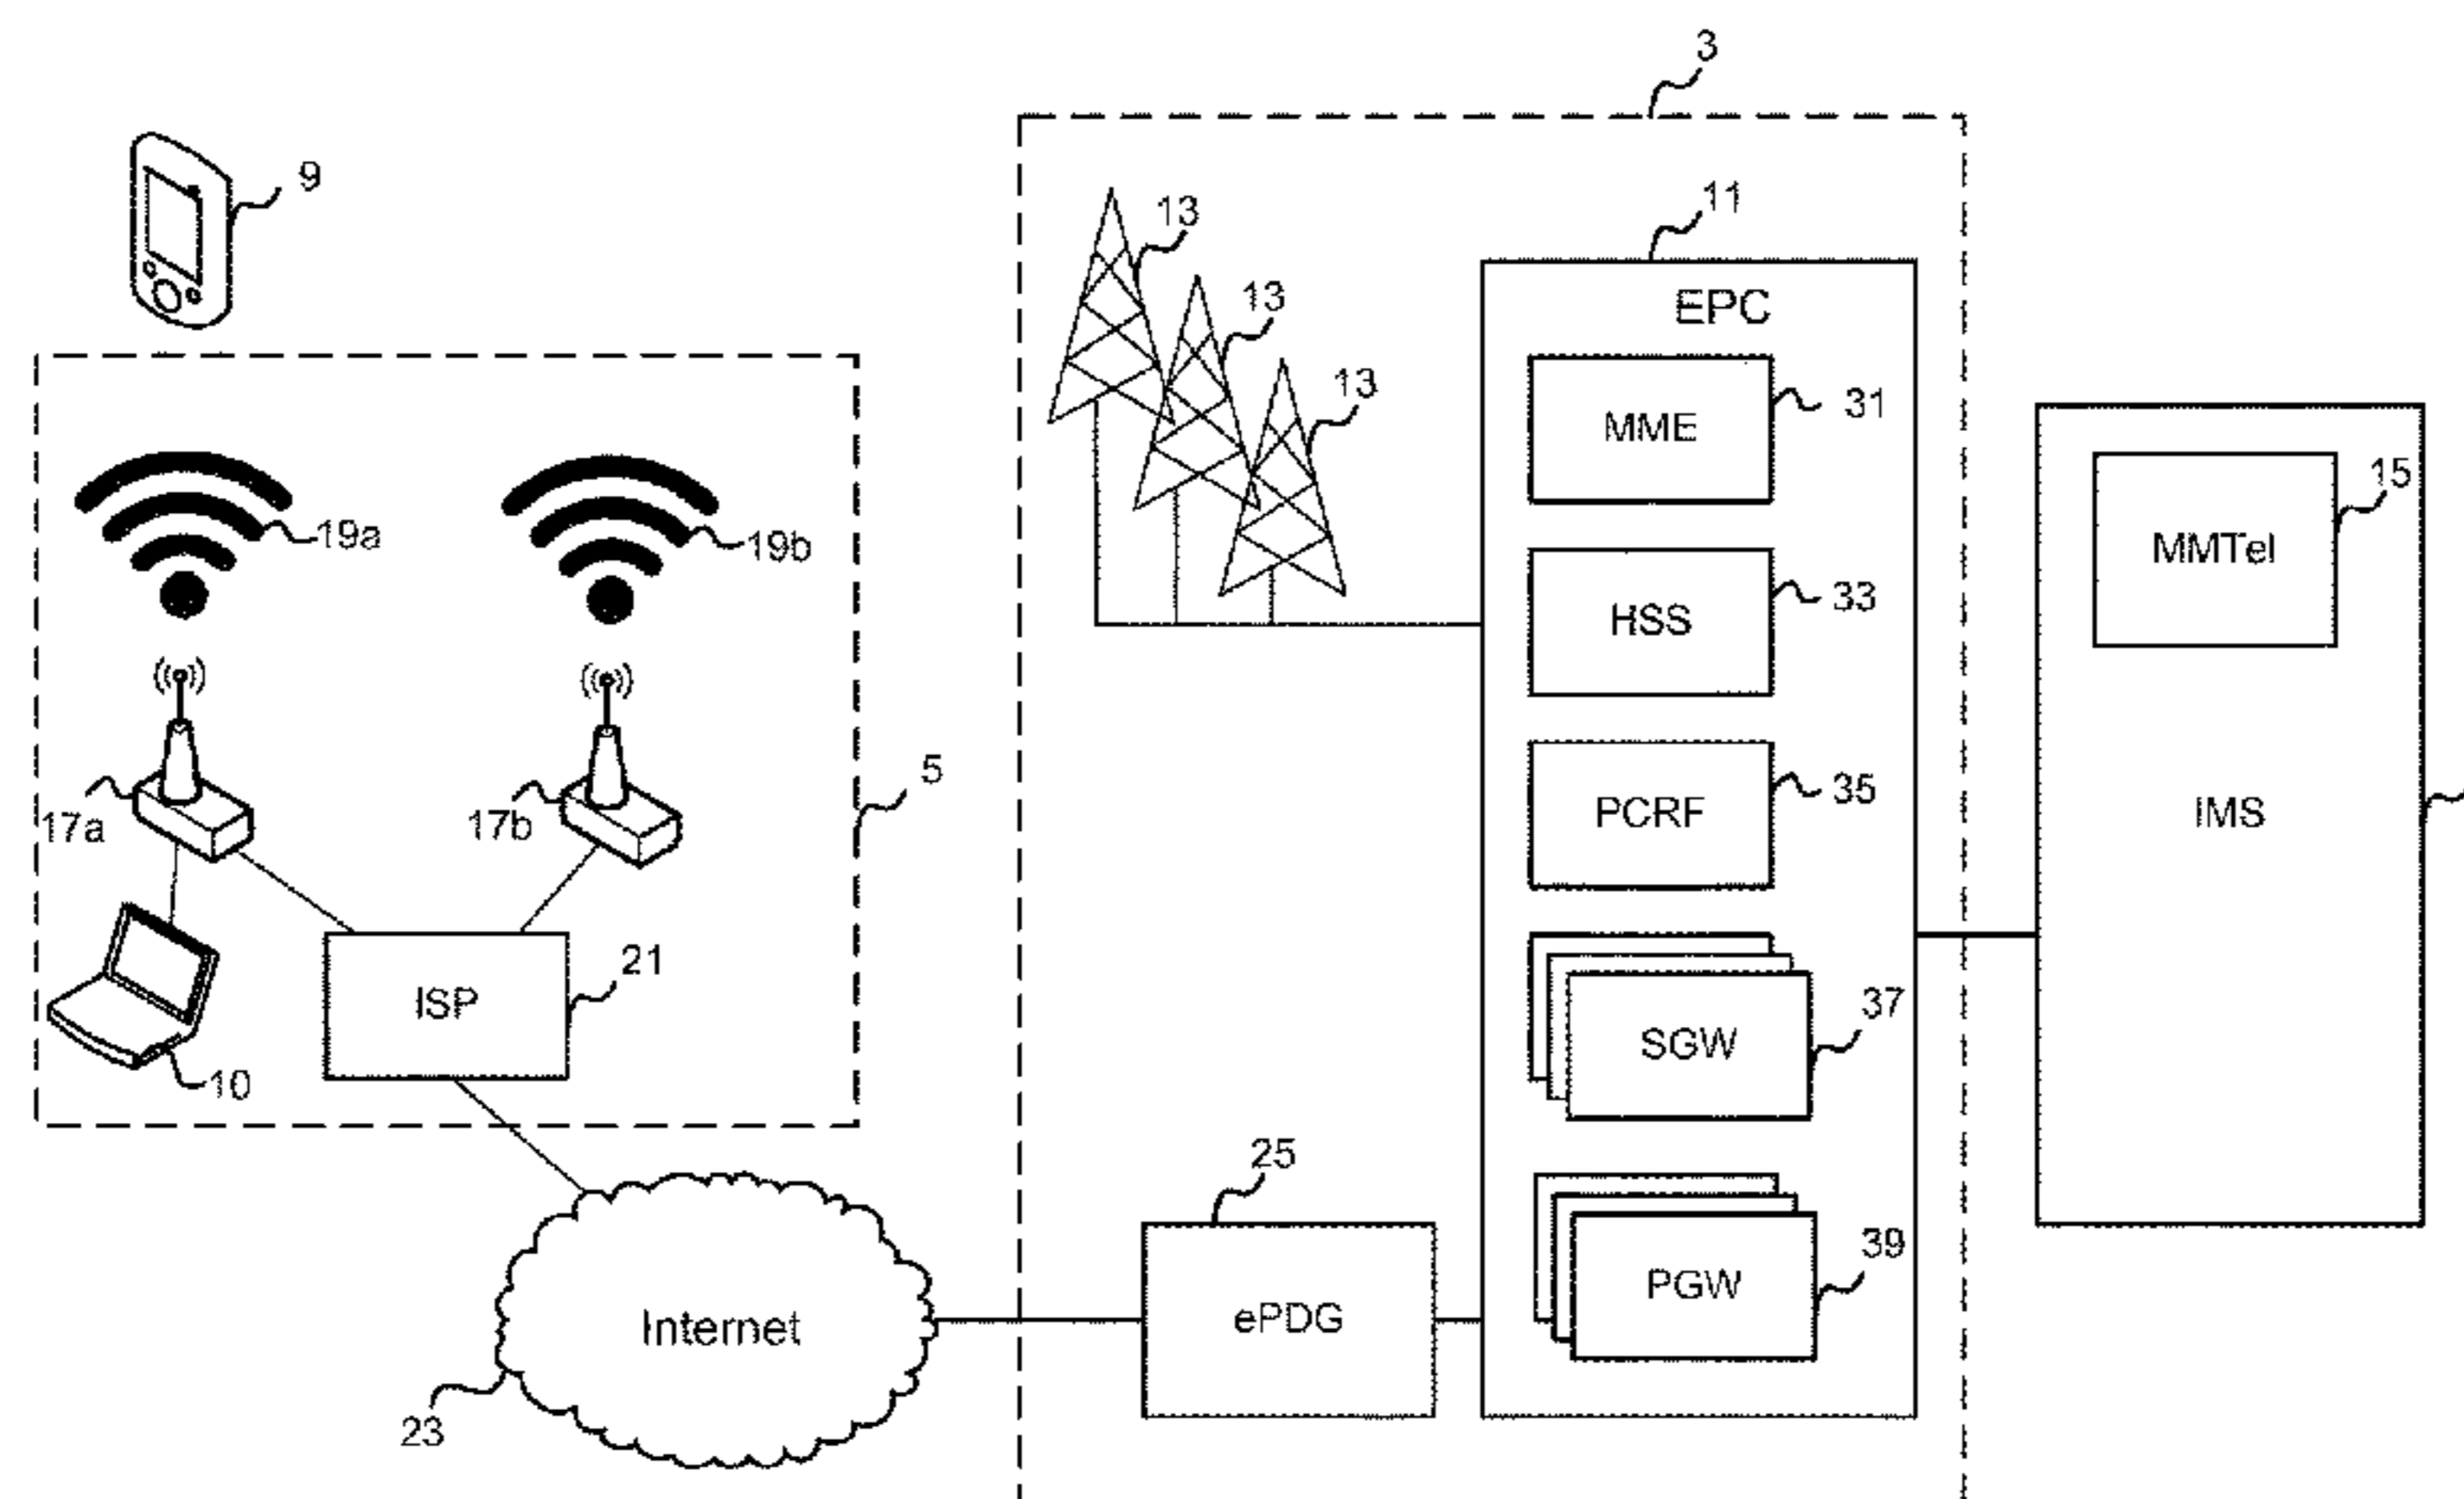 3
9
11
13
13
13
EPC
MME
31
15
MMTel
19a
19b
HSS
33
5
17a
17b
PCRF
35
IMS
21
ISP
SGW
37
10
25
PGW
39
ePDG
Internet
23